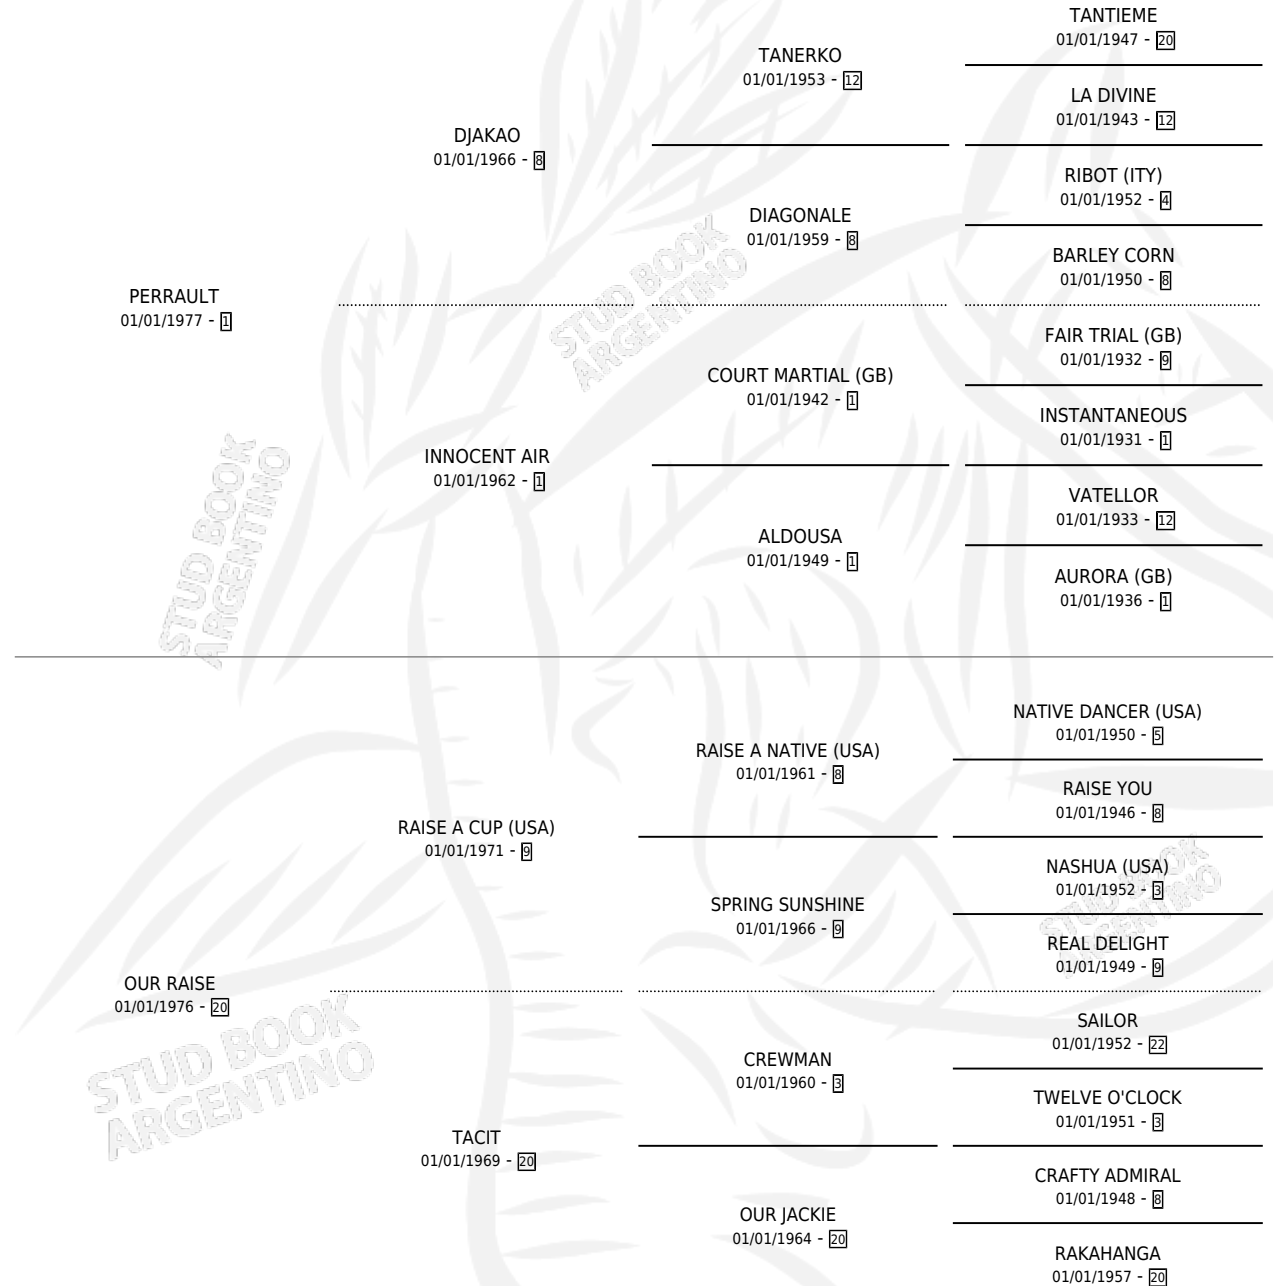 TANTIEME
01/01/1947 - 20
TANERKO
01/01/1953 - 12
LA DIVINE
01/01/1943 - 12
DJAKAO
01/01/1966 - 8
RIBOT (ITY)
01/01/1952 - 4
DIAGONALE
01/01/1959 - 8
BARLEY CORN
01/01/1950 - 8
PERRAULT
01/01/1977 - 1
FAIR TRIAL (GB)
01/01/1932 - 9
COURT MARTIAL (GB)
01/01/1942 - 1
INSTANTANEOUS
01/01/1931 - 1
INNOCENT AIR
01/01/1962 - 1
VATELLOR
01/01/1933 - 12
ALDOUSA
01/01/1949 - 1
AURORA (GB)
01/01/1936 - 1
STUD BOOK
ARGENTINO
STUD BOOK
ARGENTINO
NATIVE DANCER (USA)
01/01/1950 - 5
RAISE A NATIVE (USA)
01/01/1961 - 8
RAISE YOU
01/01/1946 - 8
RAISE A CUP (USA)
01/01/1971 - 9
NASHUA (USA)
01/01/1952 - 3
SPRING SUNSHINE
01/01/1966 - 9
REAL DELIGHT
01/01/1949 - 9
OUR RAISE
01/01/1976 - 20
SAILOR
01/01/1952 - 22
CREWMAN
01/01/1960 - 3
TWELVE O'CLOCK
01/01/1951 - 3
TACIT
01/01/1969 - 20
CRAFTY ADMIRAL
01/01/1948 - 8
OUR JACKIE
01/01/1964 - 20
RAKAHANGA
01/01/1957 - 20
STUD BOOK
ARGENTINO
STUD BOOK
ARGENTINO